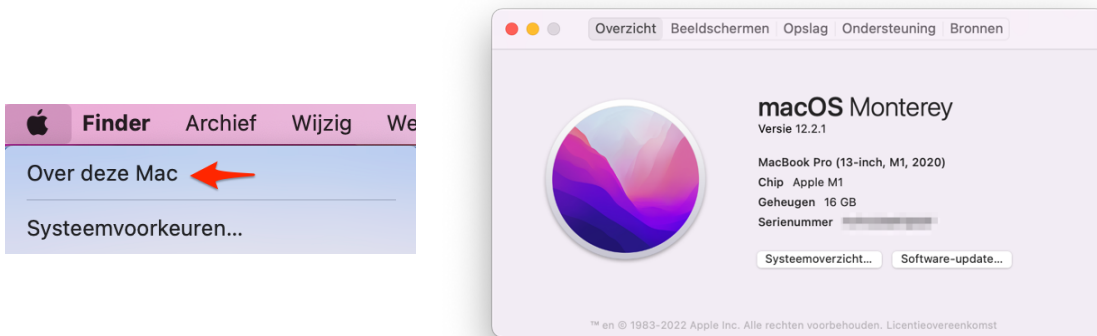 Finder Archief Wijzig We
Over deze Mac
Systeemvoorkeuren...
Overzicht Beeldschermen Opslag Ondersteuning Bronnen
macOS Monterey
Versie 12.2.1
MacBook Pro (13-inch, M1, 2020)
Chip Apple M1
Geheugen 16 GB
Serienummer
Systeemoverzicht... Software-update...
™ en © 1983-2022 Apple Inc. Alle rechten voorbehouden. Licentieovereenkomst